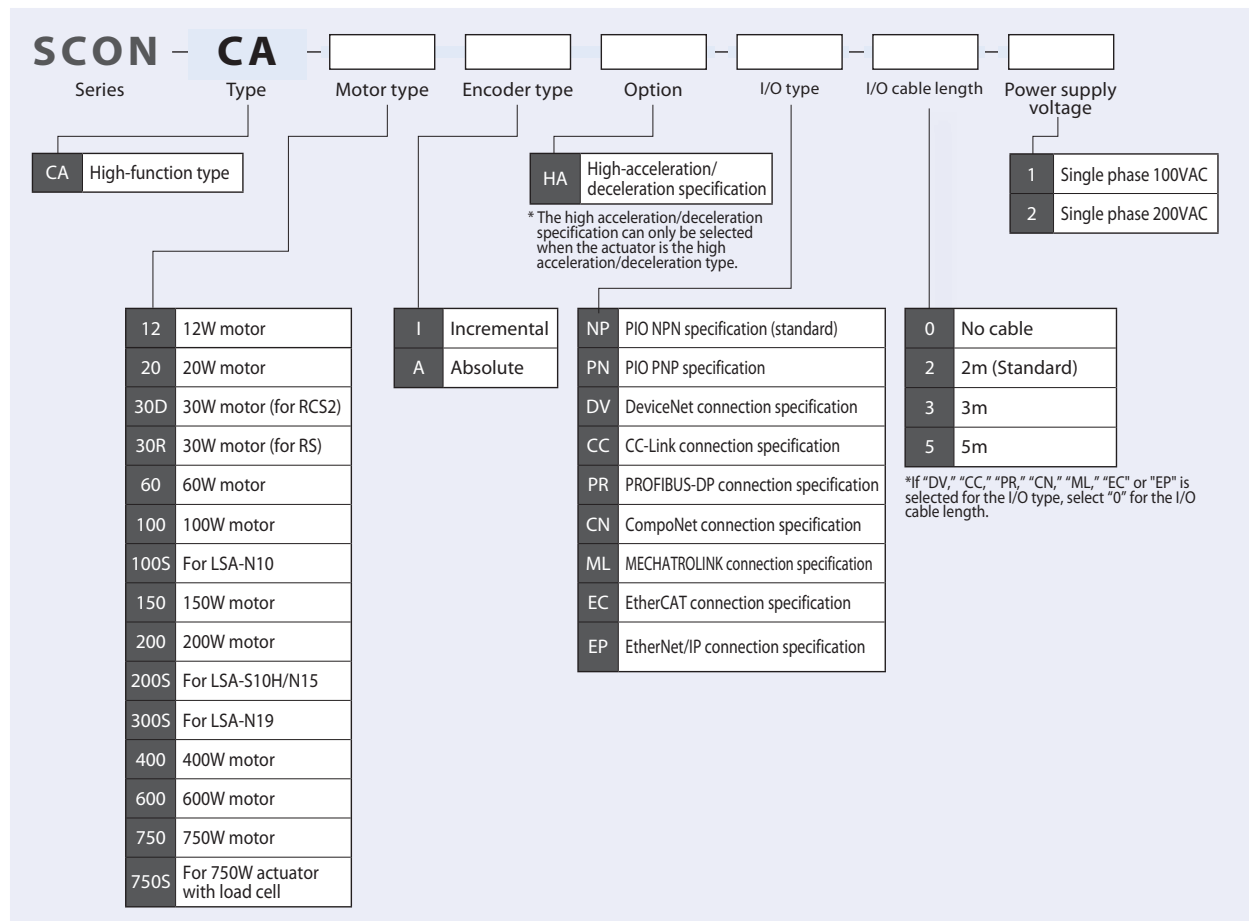 SCON – CA – – – –
Series Type Motor type Encoder type Option I/O type I/O cable length Power supply
voltage
CA High-function type
HA High-acceleration/
deceleration specification
* The high acceleration/deceleration
specification can only be selected
when the actuator is the high
acceleration/deceleration type.
1 Single phase 100VAC
2 Single phase 200VAC
12 12W motor
20 20W motor
30D 30W motor (for RCS2)
30R 30W motor (for RS)
60 60W motor
100 100W motor
100S For LSA-N10
150 150W motor
200 200W motor
200S For LSA-S10H/N15
300S For LSA-N19
400 400W motor
600 600W motor
750 750W motor
750S For 750W actuator
with load cell
I Incremental
A Absolute
NP PIO NPN specification (standard)
PN PIO PNP specification
DV DeviceNet connection specification
CC CC-Link connection specification
PR PROFIBUS-DP connection specification
CN CompoNet connection specification
ML MECHATROLINK connection specification
EC EtherCAT connection specification
EP EtherNet/IP connection specification
0 No cable
2 2m (Standard)
3 3m
5 5m
*If “DV,” “CC,” “PR,” “CN,” “ML,” “EC" or "EP" is
selected for the I/O type, select “0” for the I/O
cable length.